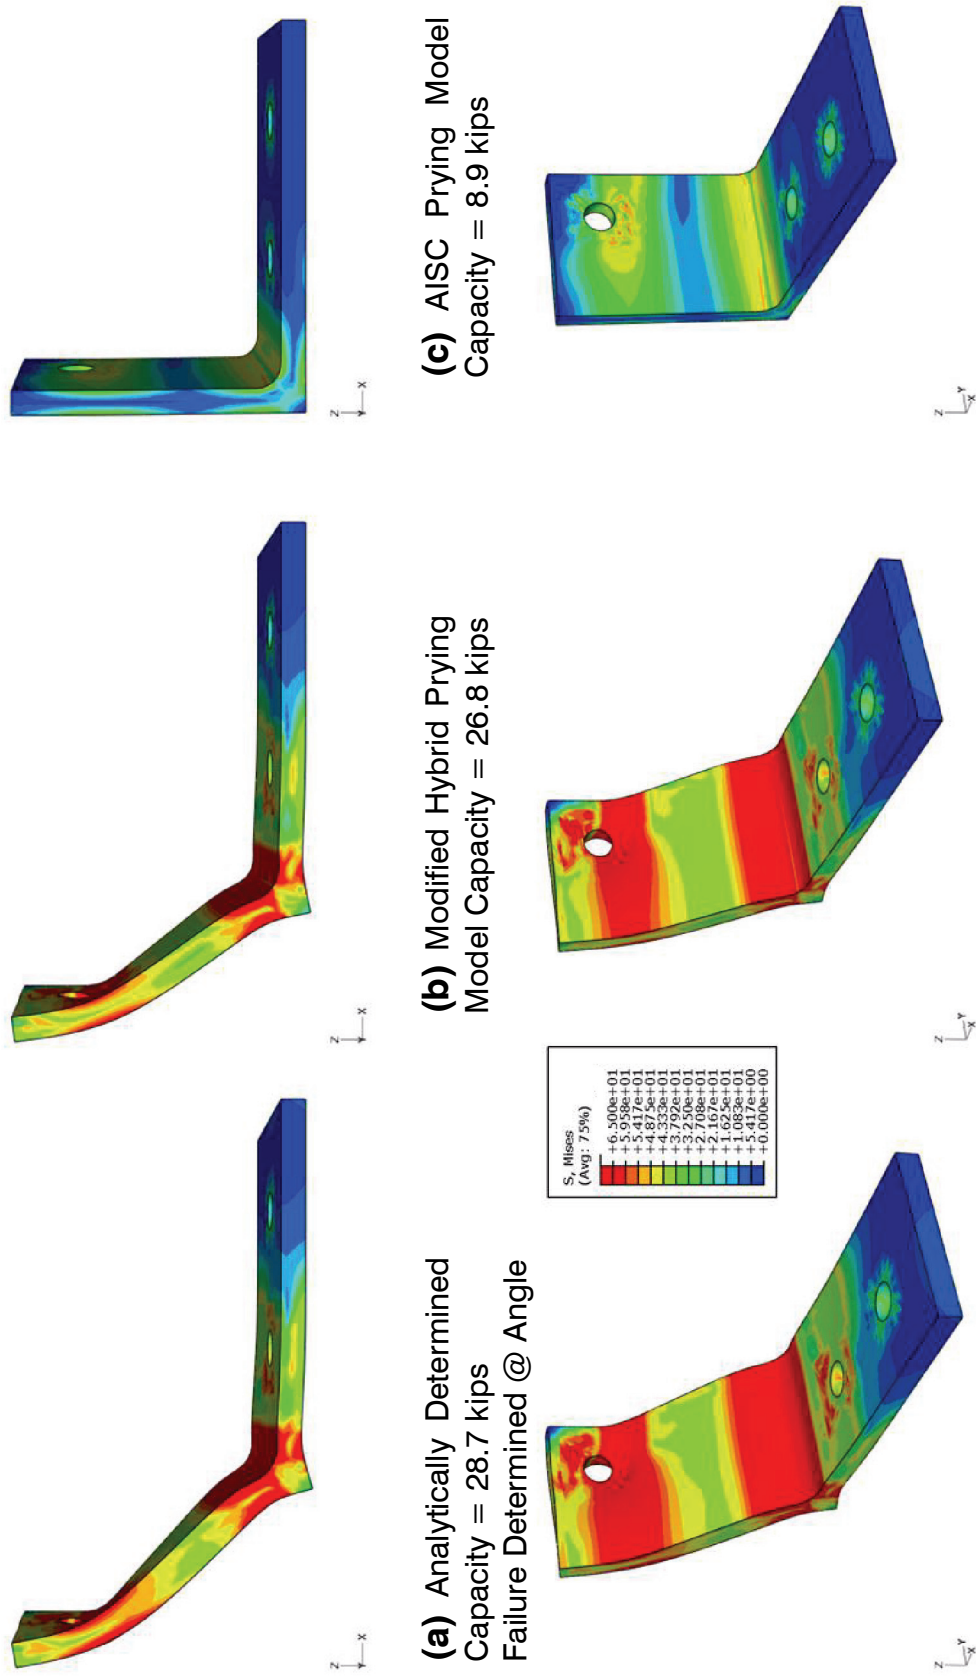 (a) Analytically Determined
Capacity = 28.7 kips
Failure Determined @ Angle
(b) Modified Hybrid Prying
Model Capacity = 26.8 kips
(c) AISC Prying Model
Capacity = 8.9 kips
S, Mises
(Avg: 75%)
+6.500e+01
+5.958e+01
+5.417e+01
+4.875e+01
+4.333e+01
+3.792e+01
+3.250e+01
+2.708e+01
+2.167e+01
+1.625e+01
+1.083e+01
+5.417e+00
+0.000e+00
Z
Y
X
Z
Y
X
Z
Y
X
Z
Y
X
Z
Y
X
Z
Y
X